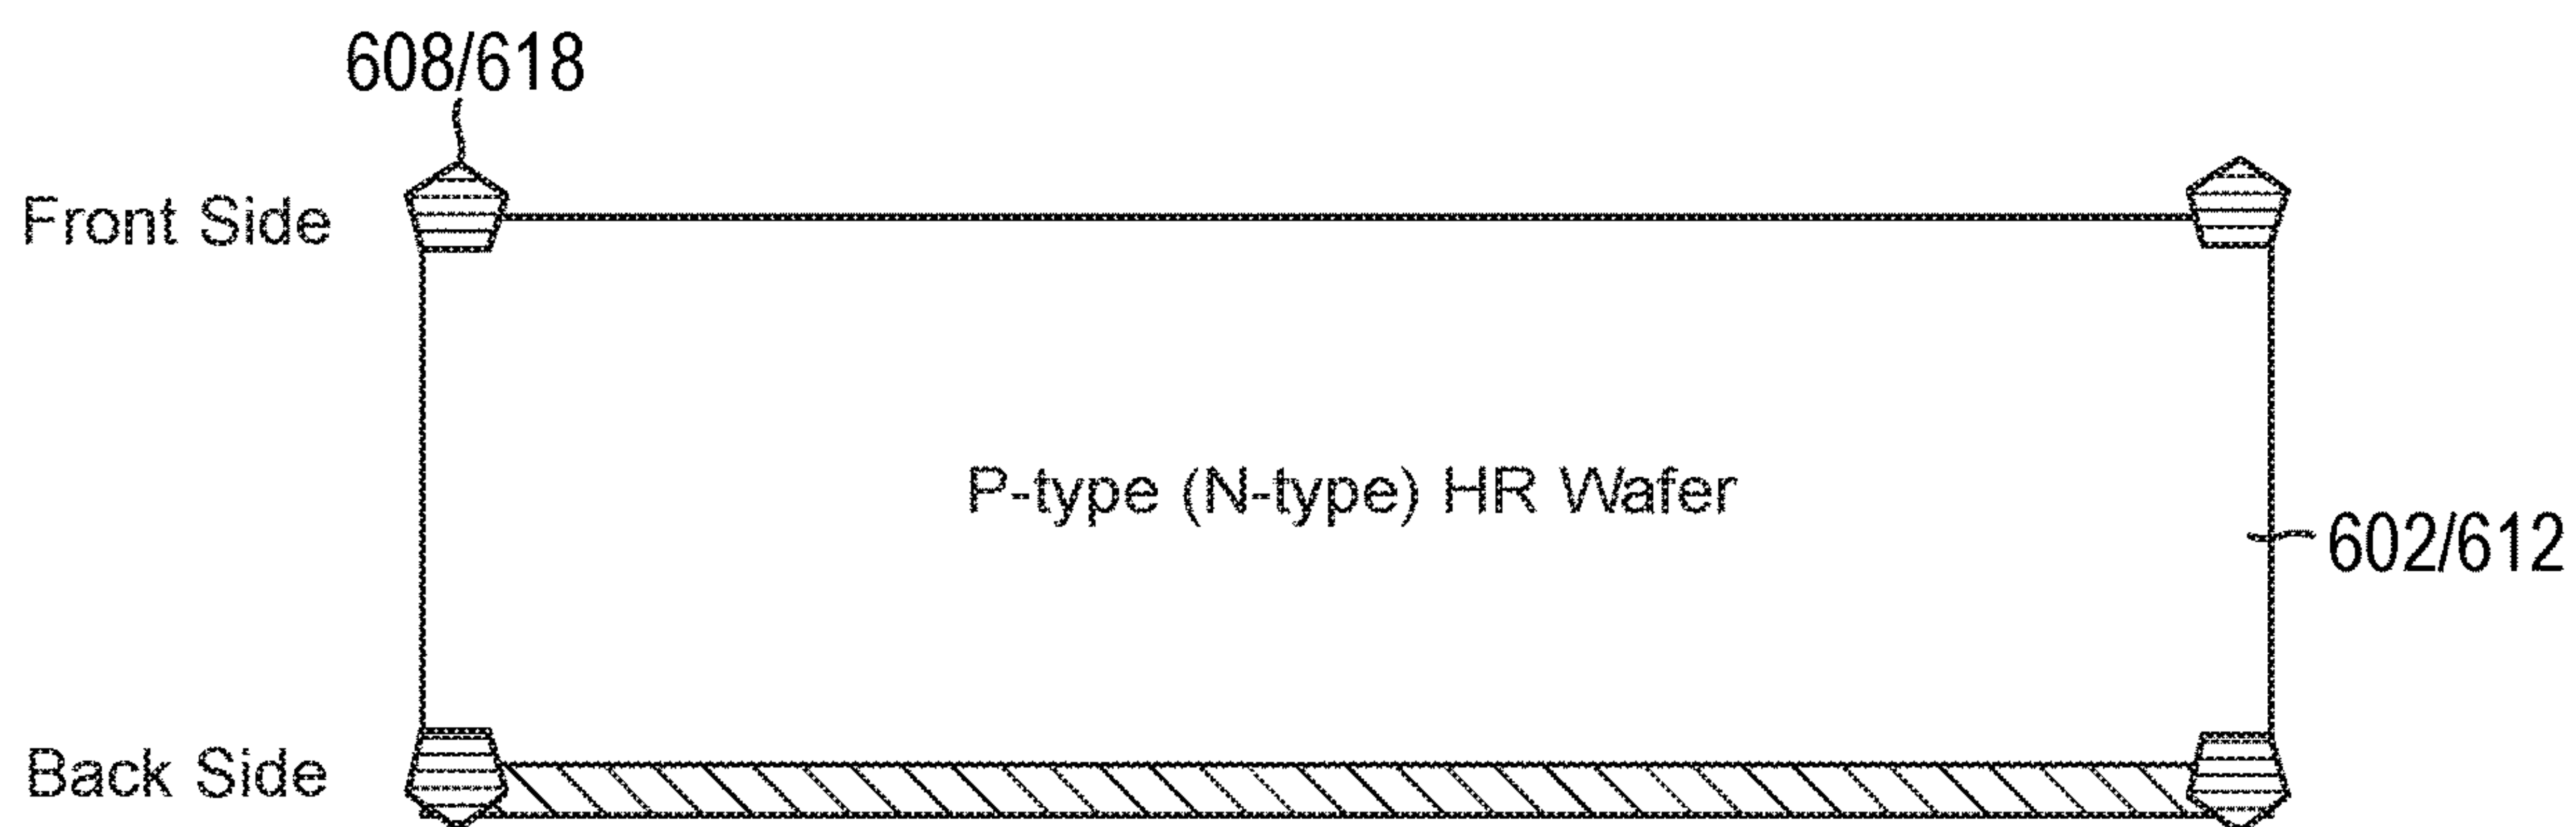 608/618
Front Side
P-type (N-type) HR Wafer
602/612
Back Side